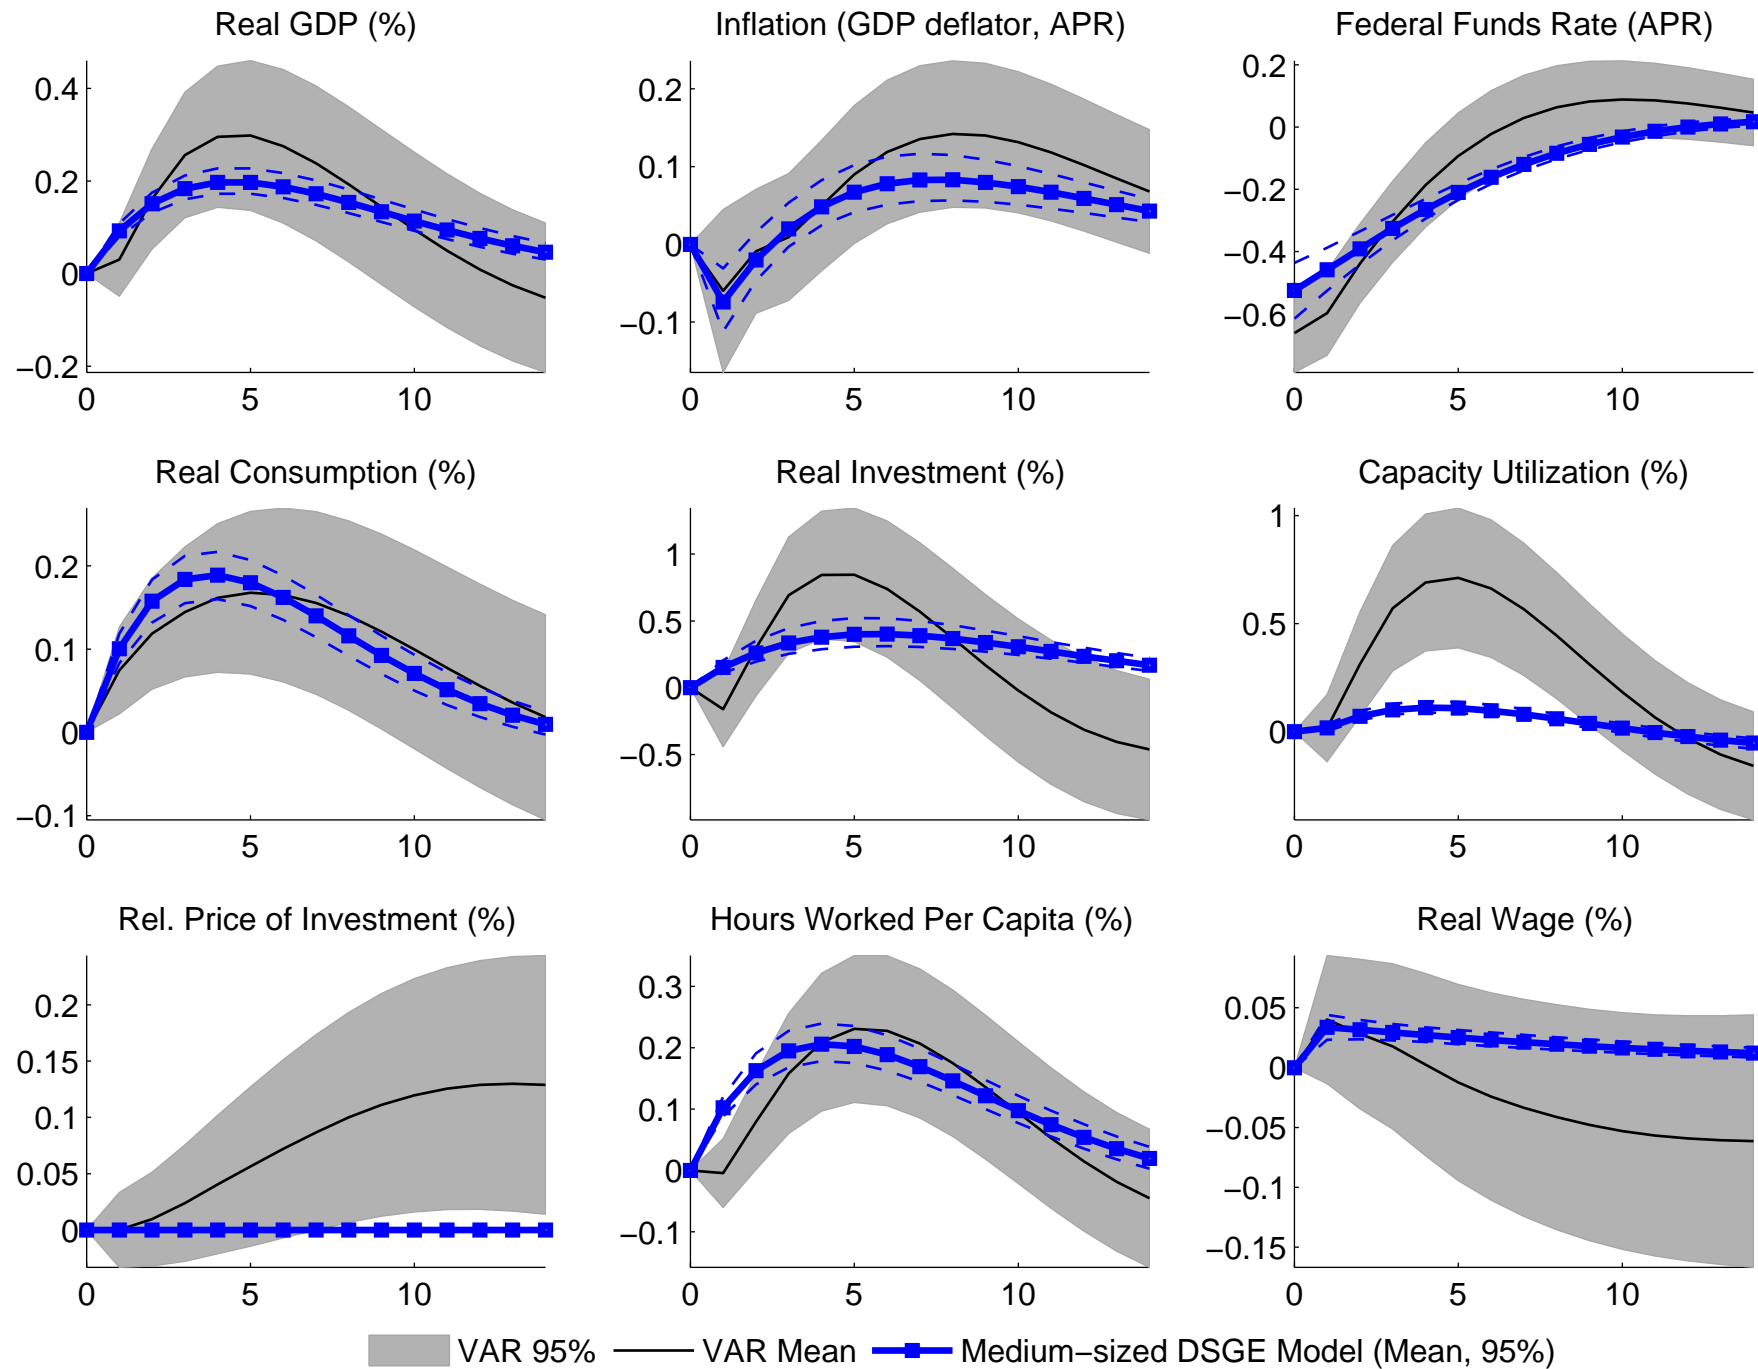 Real GDP (%)
0.4
0.2
0
−0.2
0 5 10
Inflation (GDP deflator, APR)
0.2
0.1
0
−0.1
0 5 10
Federal Funds Rate (APR)
0.2
0
−0.2
−0.4
−0.6
0 5 10
Real Consumption (%)
0.2
0.1
0
−0.1
0 5 10
Real Investment (%)
1
0.5
0
−0.5
0 5 10
Capacity Utilization (%)
1
0.5
0
0 5 10
Rel. Price of Investment (%)
0.2
0.15
0.1
0.05
0
0 5 10
Hours Worked Per Capita (%)
0.3
0.2
0.1
0
−0.1
0 5 10
Real Wage (%)
0.05
0
−0.05
−0.1
−0.15
0 5 10
VAR 95% VAR Mean Medium−sized DSGE Model (Mean, 95%)